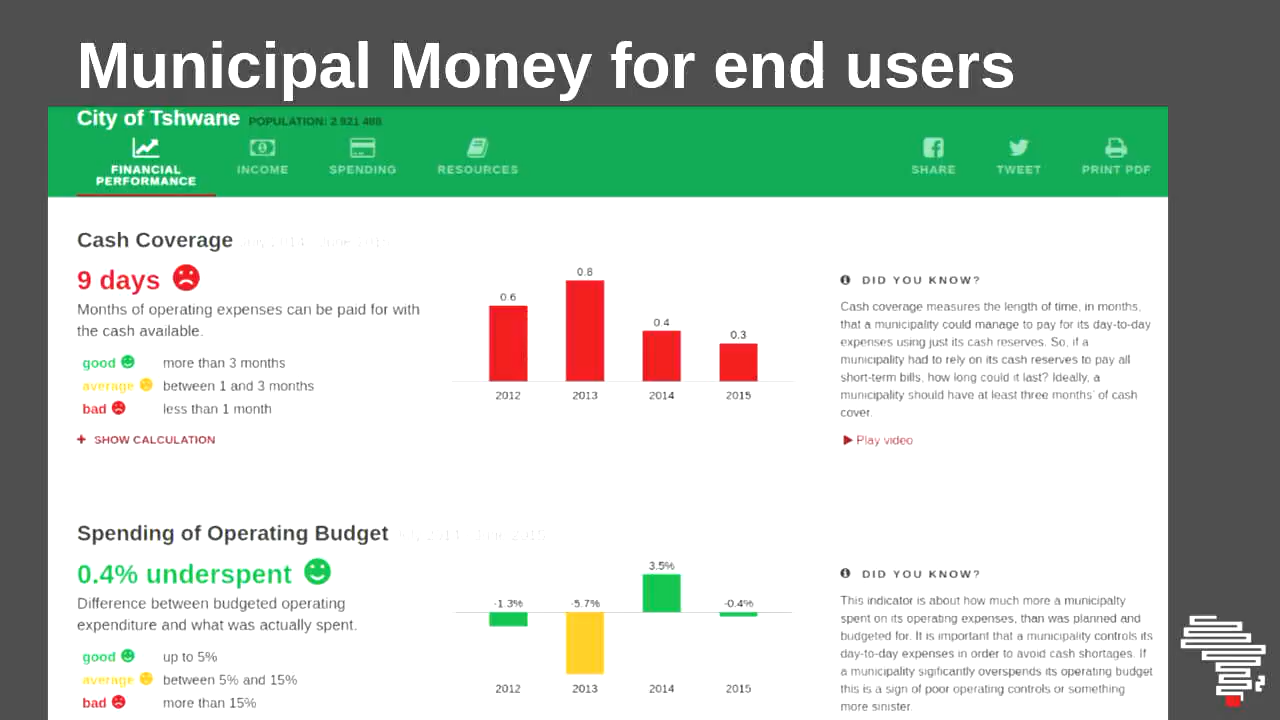 Municipal Money for end users
City of Tshwane POPULATION: 2 921 488
FINANCIAL PERFORMANCE
INCOME
SPENDING
RESOURCES
SHARE
TWEET
PRINT PDF
Cash Coverage July, 2014 - June 2015
9 days
Months of operating expenses can be paid for with
the cash available.
good more than 3 months
average between 1 and 3 months
bad less than 1 month
SHOW CALCULATION
0.6
0.8
0.4
0.3
2012
2013
2014
2015
DID YOU KNOW?
Cash coverage measures the length of time, in months,
that a municipality could manage to pay for its day-to-day
expenses using just its cash reserves. So, if a
municipality had to rely on its cash reserves to pay all
short-term bills, how long could it last? Ideally, a
municipality should have at least three months' of cash
cover.
Play video
Spending of Operating Budget July, 2014 - June 2015
0.4% underspent
Difference between budgeted operating
expenditure and what was actually spent.
good up to 5%
average between 5% and 15%
bad more than 15%
-1.3%
-5.7%
3.5%
-0.4%
2012
2013
2014
2015
DID YOU KNOW?
This indicator is about how much more a municipalty
spent on its operating expenses, than was planned and
budgeted for. It is important that a municipality controls its
day-to-day expenses in order to avoid cash shortages. If
a municipality sigificantly overspends its operating budget
this is a sign of poor operating controls or something
more sinister.